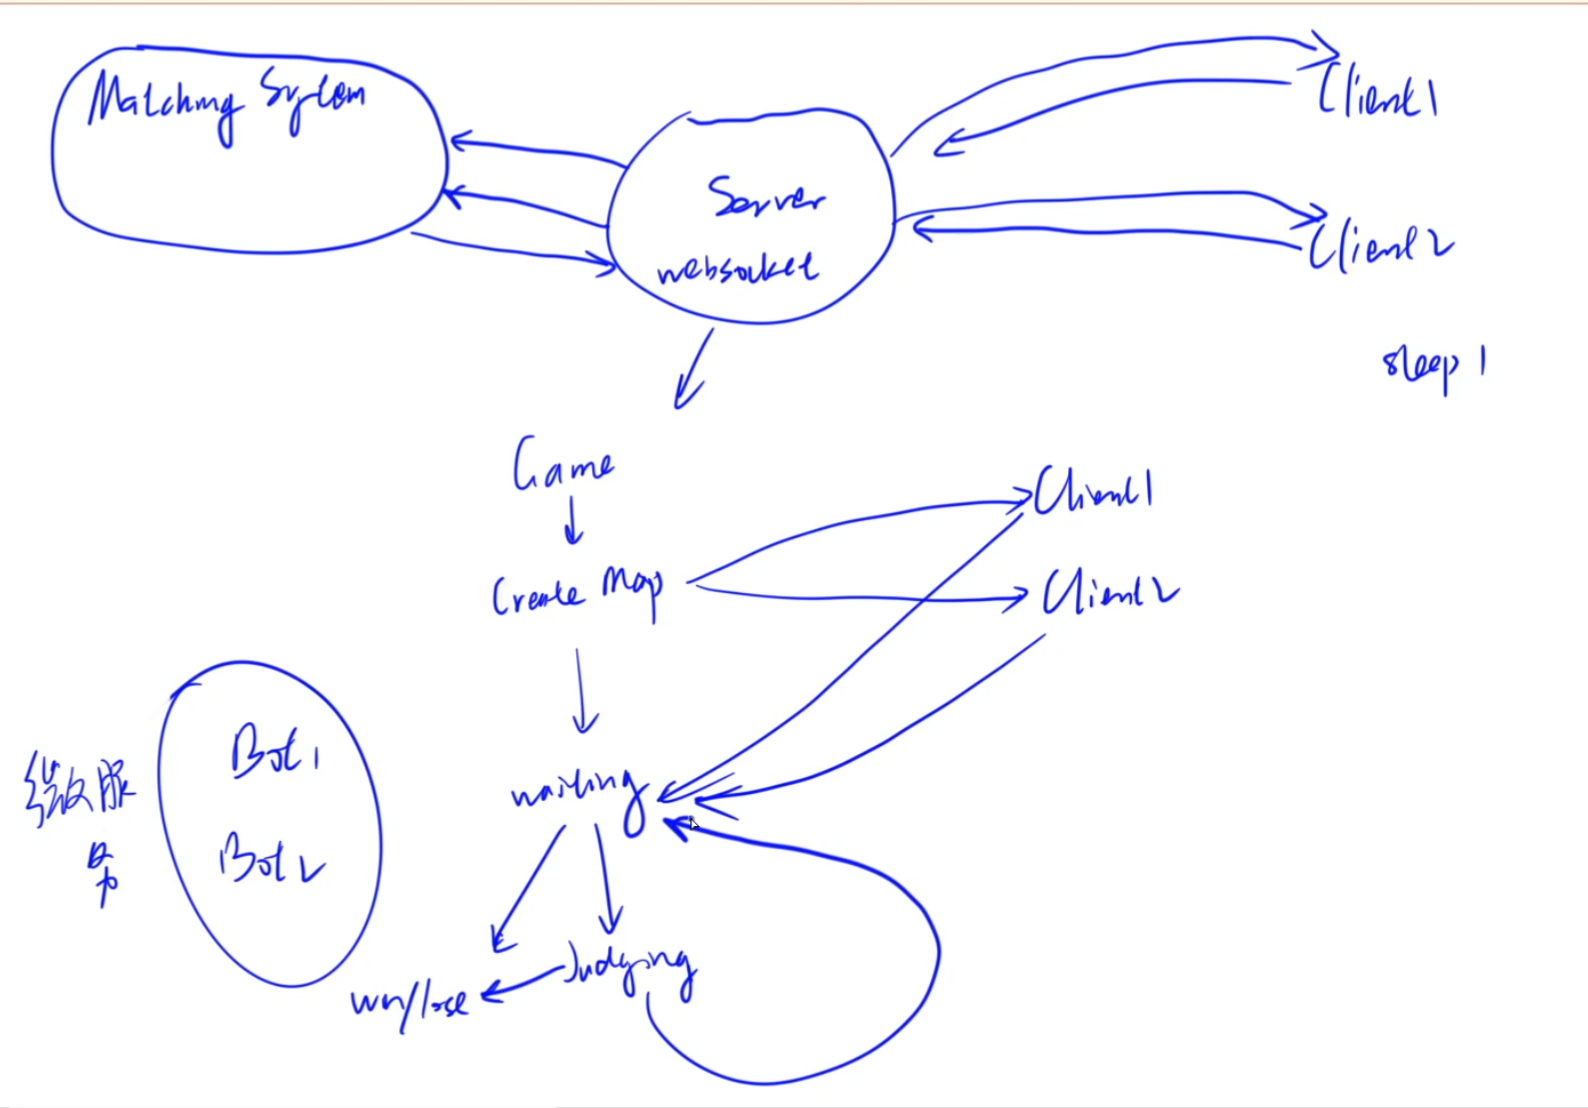 Matching System
Server
websocket
Client1
Client2
sleep 1
Game
Create Map
Client1
Client2
waiting
Judging
win/lose
Bot1
Bot2
微服
务